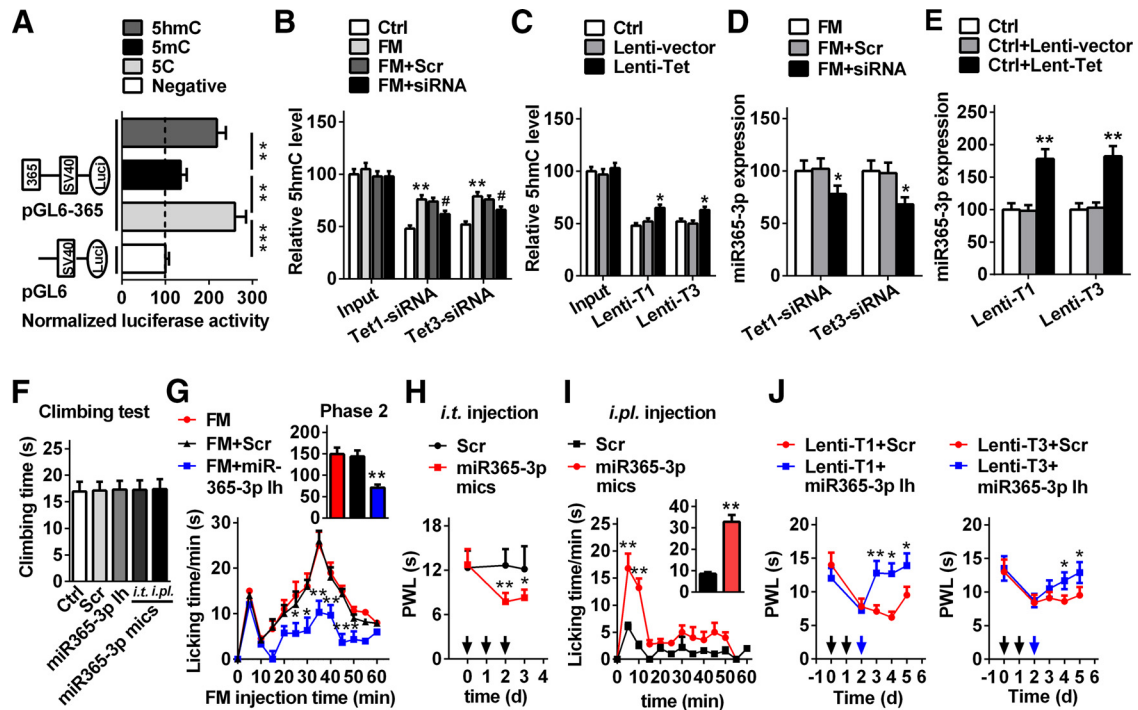 A
5hmC
5mC
5C
Negative
365
SV40
Luci
pGL6-365
SV40
Luci
pGL6
**
**
***
0 100 200 300
Normalized luciferase activity
B
Ctrl
FM
FM+Scr
FM+siRNA
Relative 5hmC level
150
100
50
0
** #
** #
Input
Tet1-siRNA
Tet3-siRNA
C
Ctrl
Lenti-vector
Lenti-Tet
Relative 5hmC level
150
100
50
0
* *
Input
Lenti-T1
Lenti-T3
D
FM
FM+Scr
FM+siRNA
miR365-3p expression
150
100
50
0
* *
Tet1-siRNA
Tet3-siRNA
E
Ctrl
Ctrl+Lenti-vector
Ctrl+Lent-Tet
miR365-3p expression
250
200
150
100
50
0
** **
Lenti-T1
Lenti-T3
F
Climbing test
Climbing time (s)
25
20
15
10
5
0
Ctrl
Scr
miR365-3p Ih
i.t. i.pl.
miR365-3p mics
G
FM
FM+Scr
FM+miR-
365-3p Ih
Phase 2
200
150
100
50
0
**
Licking time/min (s)
30
20
10
0
* * ** ** ***
0 10 20 30 40 50 60
FM injection time (min)
H
i.t. injection
Scr
miR365-3p
mics
PWL (s)
18
12
6
0
** *
0 1 2 3 4
time (d)
I
i.pl. injection
Scr
miR365-3p
mics
40
30
20
10
0
**
Licking time/min (s)
25
20
15
10
5
0
** **
0 10 20 30 40 50 60
time (min)
J
Lenti-T1+Scr
Lenti-T1+
miR365-3p Ih
PWL (s)
20
15
10
5
0
** * *
-1 0 1 2 3 4 5 6
time (d)
Lenti-T3+Scr
Lenti-T3+
miR365-3p Ih
PWL (s)
20
15
10
5
0
* *
-1 0 1 2 3 4 5 6
time (d)